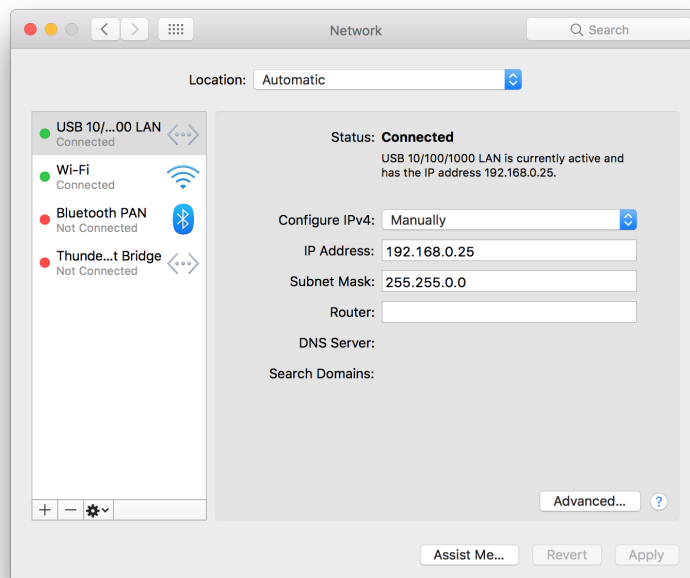 Network
Search
Location: Automatic
USB 10/...00 LAN
Connected
Wi-Fi
Connected
Bluetooth PAN
Not Connected
Thunde...t Bridge
Not Connected
Status: Connected
USB 10/100/1000 LAN is currently active and
has the IP address 192.168.0.25.
Configure IPv4: Manually
IP Address: 192.168.0.25
Subnet Mask: 255.255.0.0
Router:
DNS Server:
Search Domains:
Advanced... ?
Assist Me... Revert Apply